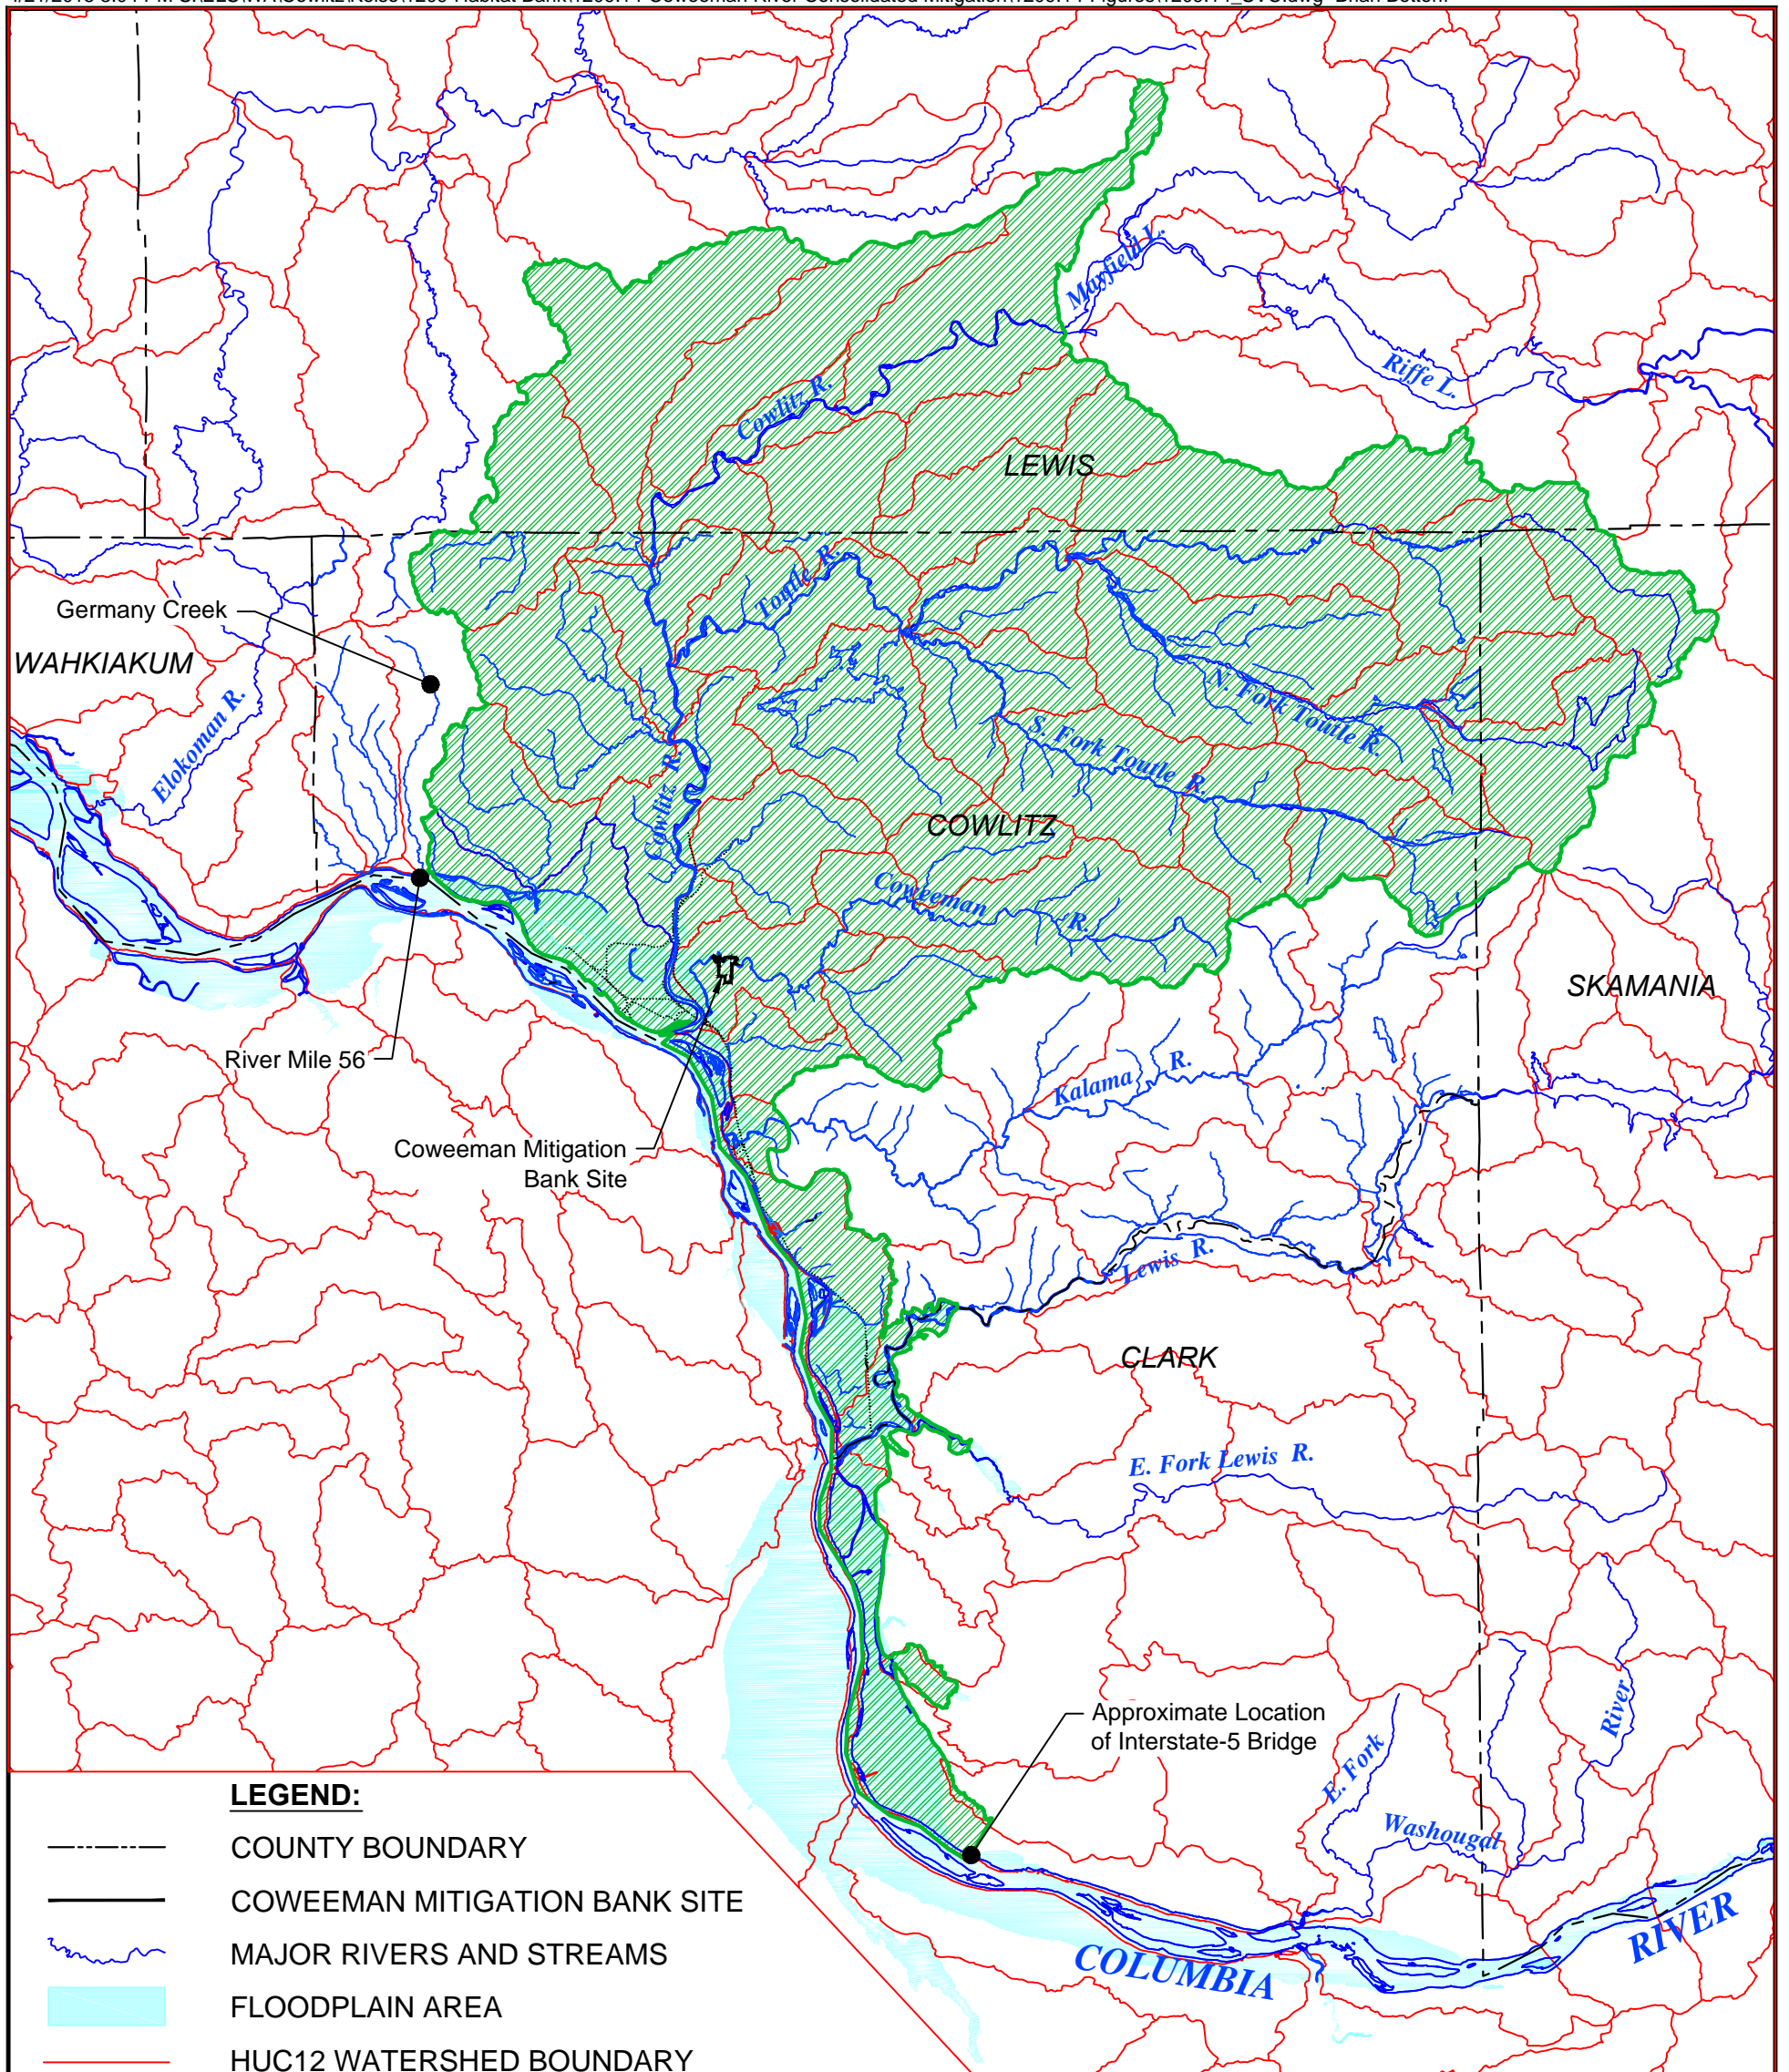 Mayfield L.
Riffe L.
Cowlitz R.
LEWIS
Toutle R.
Germany Creek
WAHKIAKUM
Elokoman R.
N. Fork Toutle R.
S. Fork Toutle R.
Cowlitz R.
COWLITZ
Coweeman R.
SKAMANIA
River Mile 56
Kalama R.
Coweeman Mitigation
Bank Site
Lewis R.
CLARK
E. Fork Lewis R.
Approximate Location
of Interstate-5 Bridge
E. Fork
Washougal
River
COLUMBIA
RIVER
LEGEND:
COUNTY BOUNDARY
COWEEMAN MITIGATION BANK SITE
MAJOR RIVERS AND STREAMS
FLOODPLAIN AREA
HUC12 WATERSHED BOUNDARY